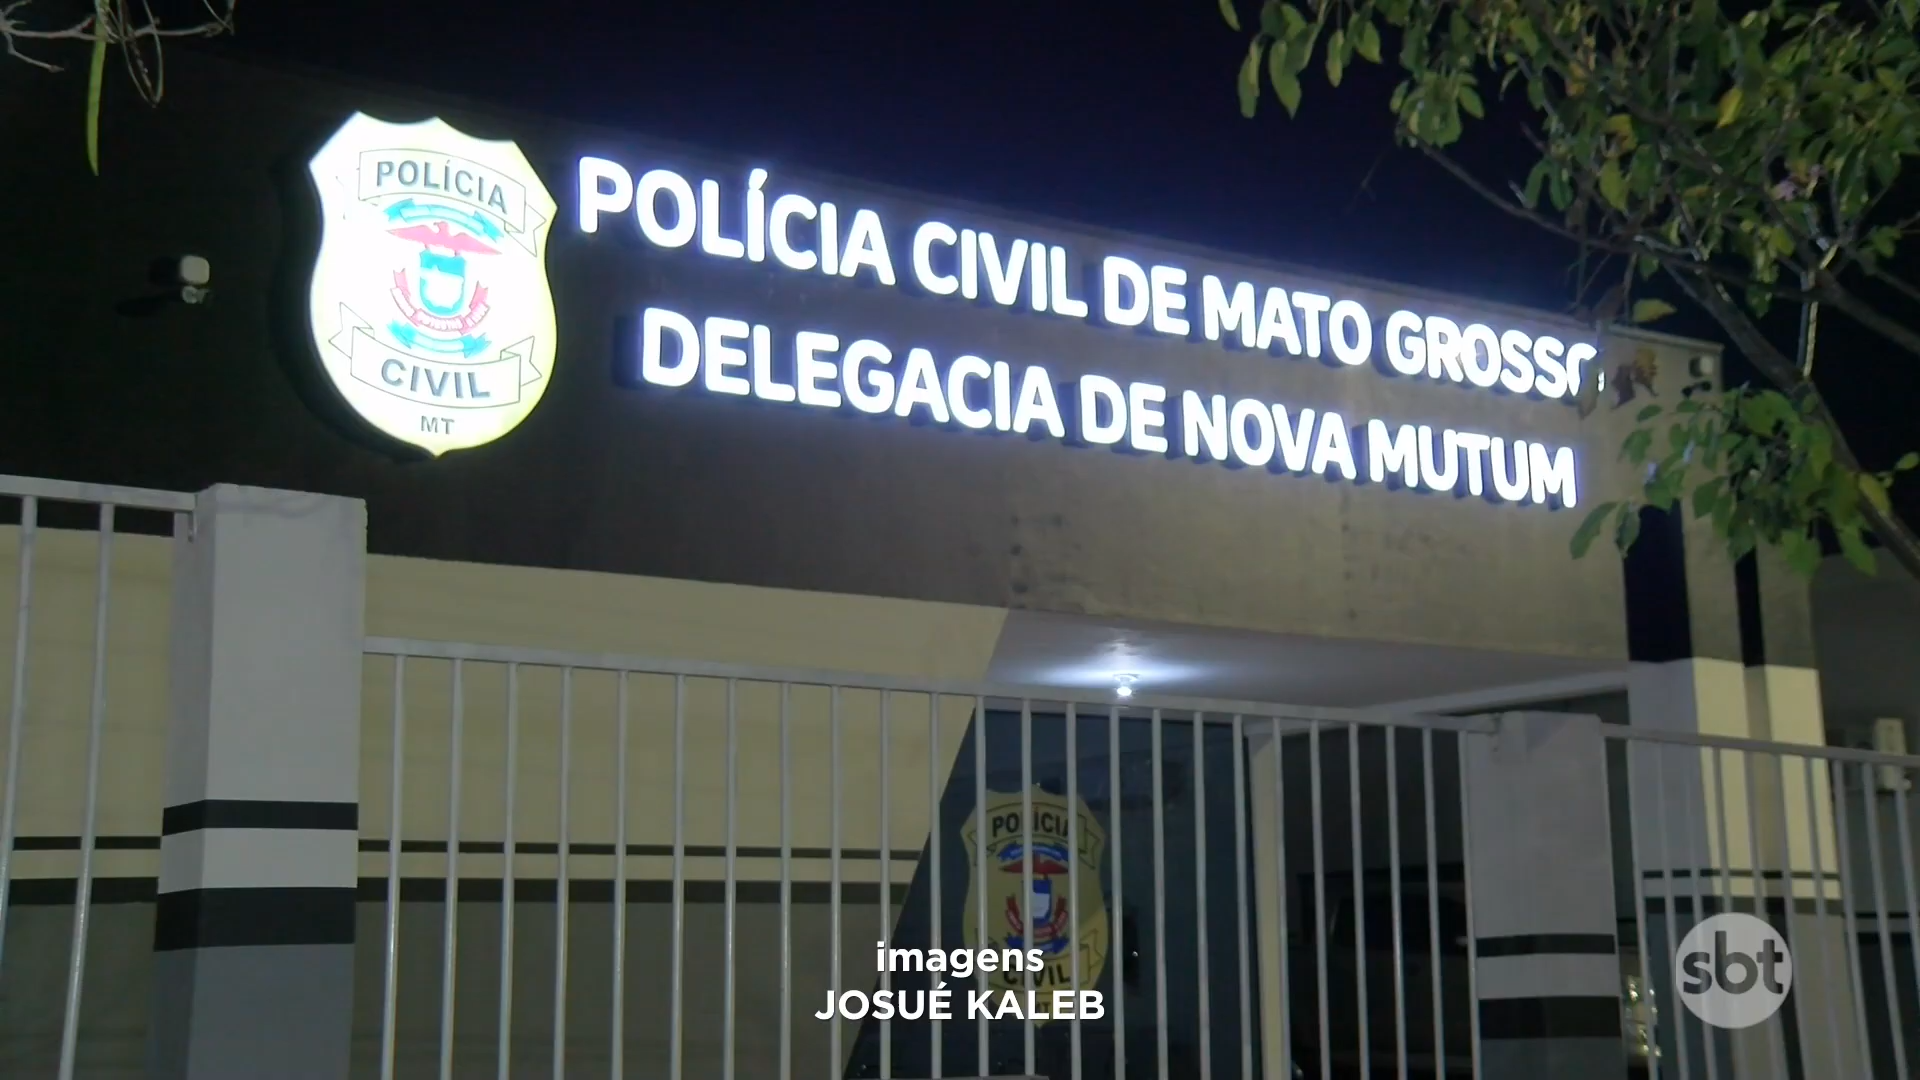 POLÍCIA
CIVIL
MT
POLÍCIA CIVIL DE MATO GROSSO
DELEGACIA DE NOVA MUTUM
POLÍCIA
CIVIL
imagens
JOSUÉ KALEB
sbt